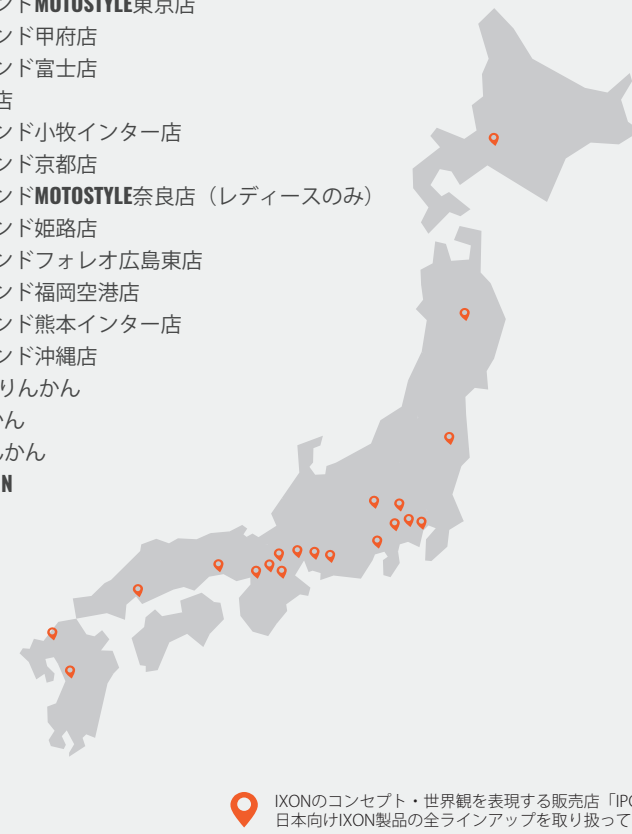 ンドMOTOSTYLE東京店
ンド甲府店
ンド富士店
店
ンド小牧インター店
ンド京都店
ンドMOTOSTYLE奈良店（レディースのみ）
ンド姫路店
ンドフォレオ広島東店
ンド福岡空港店
ンド熊本インター店
ンド沖縄店
りんかん
かん
んかん
N
IXONのコンセプト・世界観を表現する販売店「IPO
日本向けIXON製品の全ラインアップを取り扱って